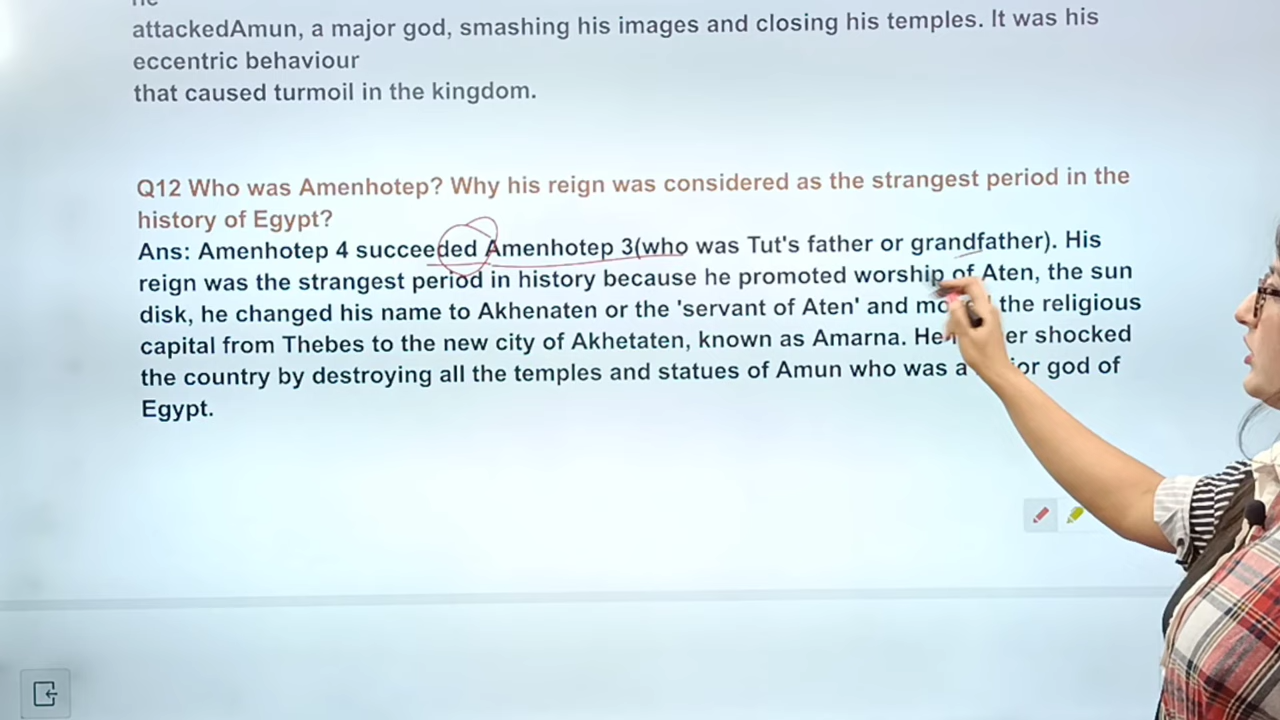 attackedAmun, a major god, smashing his images and closing his temples. It was his
eccentric behaviour
that caused turmoil in the kingdom.
Q12 Who was Amenhotep? Why his reign was considered as the strangest period in the
history of Egypt?
Ans: Amenhotep 4 succeeded Amenhotep 3(who was Tut's father or grandfather). His
reign was the strangest period in history because he promoted worship of Aten, the sun
disk, he changed his name to Akhenaten or the 'servant of Aten' and the religious
capital from Thebes to the new city of Akhetaten, known as Amarna. He shocked
the country by destroying all the temples and statues of Amun who was a god of
Egypt.